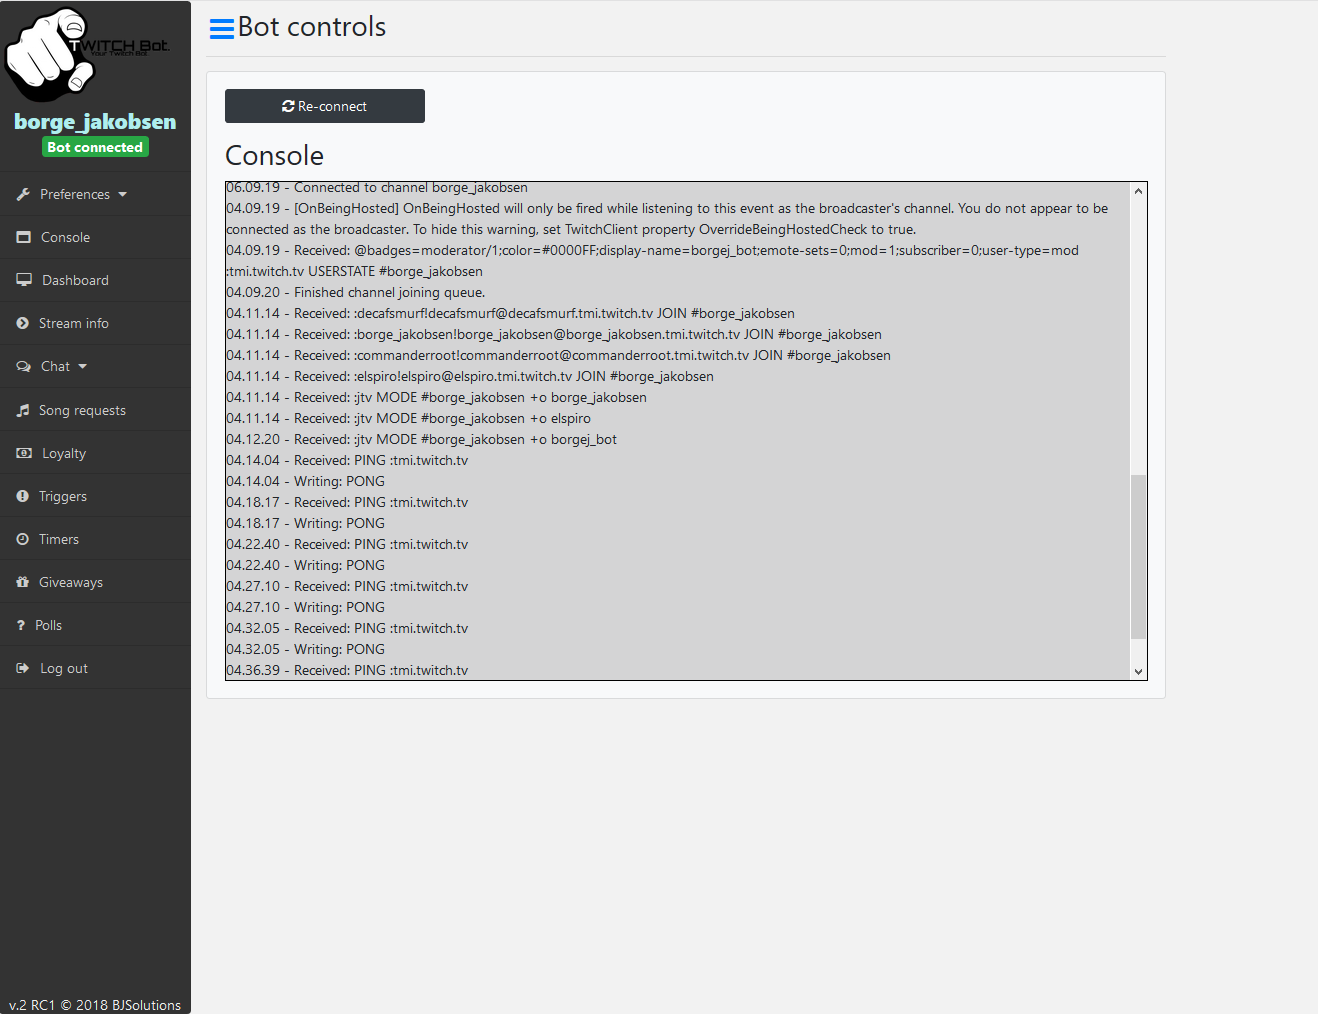 TWITCH Bot.
Your Twitch Bot.
borge_jakobsen
Bot connected
Preferences
Console
Dashboard
Stream info
Chat
Song requests
Loyalty
Triggers
Timers
Giveaways
Polls
Log out
v.2 RC1 © 2018 BJSolutions
Bot controls
Re-connect
Console
06.09.19 - Connected to channel borge_jakobsen
04.09.19 - [OnBeingHosted] OnBeingHosted will only be fired while listening to this event as the broadcaster's channel. You do not appear to be
connected as the broadcaster. To hide this warning, set TwitchClient property OverrideBeingHostedCheck to true.
04.09.19 - Received: @badges=moderator/1;color=#0000FF;display-name=borgej_bot;emote-sets=0;mod=1;subscriber=0;user-type=mod
:tmi.twitch.tv USERSTATE #borge_jakobsen
04.09.20 - Finished channel joining queue.
04.11.14 - Received: :decafsmurf!decafsmurf@decafsmurf.tmi.twitch.tv JOIN #borge_jakobsen
04.11.14 - Received: :borge_jakobsen!borge_jakobsen@borge_jakobsen.tmi.twitch.tv JOIN #borge_jakobsen
04.11.14 - Received: :commanderroot!commanderroot@commanderroot.tmi.twitch.tv JOIN #borge_jakobsen
04.11.14 - Received: :elspiro!elspiro@elspiro.tmi.twitch.tv JOIN #borge_jakobsen
04.11.14 - Received: :jtv MODE #borge_jakobsen +o borge_jakobsen
04.11.14 - Received: :jtv MODE #borge_jakobsen +o elspiro
04.12.20 - Received: :jtv MODE #borge_jakobsen +o borgej_bot
04.14.04 - Received: PING :tmi.twitch.tv
04.14.04 - Writing: PONG
04.18.17 - Received: PING :tmi.twitch.tv
04.18.17 - Writing: PONG
04.22.40 - Received: PING :tmi.twitch.tv
04.22.40 - Writing: PONG
04.27.10 - Received: PING :tmi.twitch.tv
04.27.10 - Writing: PONG
04.32.05 - Received: PING :tmi.twitch.tv
04.32.05 - Writing: PONG
04.36.39 - Received: PING :tmi.twitch.tv